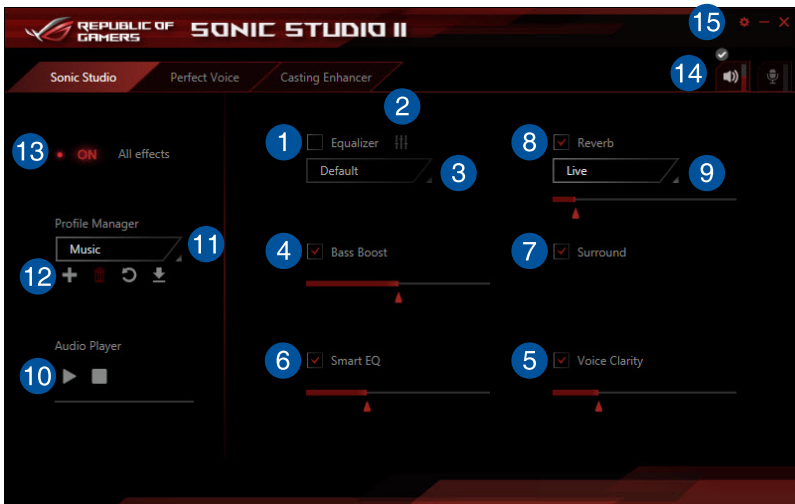 REPUBLIC OF
GAMERS
SONIC STUDIO II
15
Sonic Studio
Perfect Voice
Casting Enhancer
14
2
13
ON
All effects
1
Equalizer
8
Reverb
Default
3
Live
9
Profile Manager
Music
11
4
Bass Boost
7
Surround
12
Audio Player
10
6
Smart EQ
5
Voice Clarity